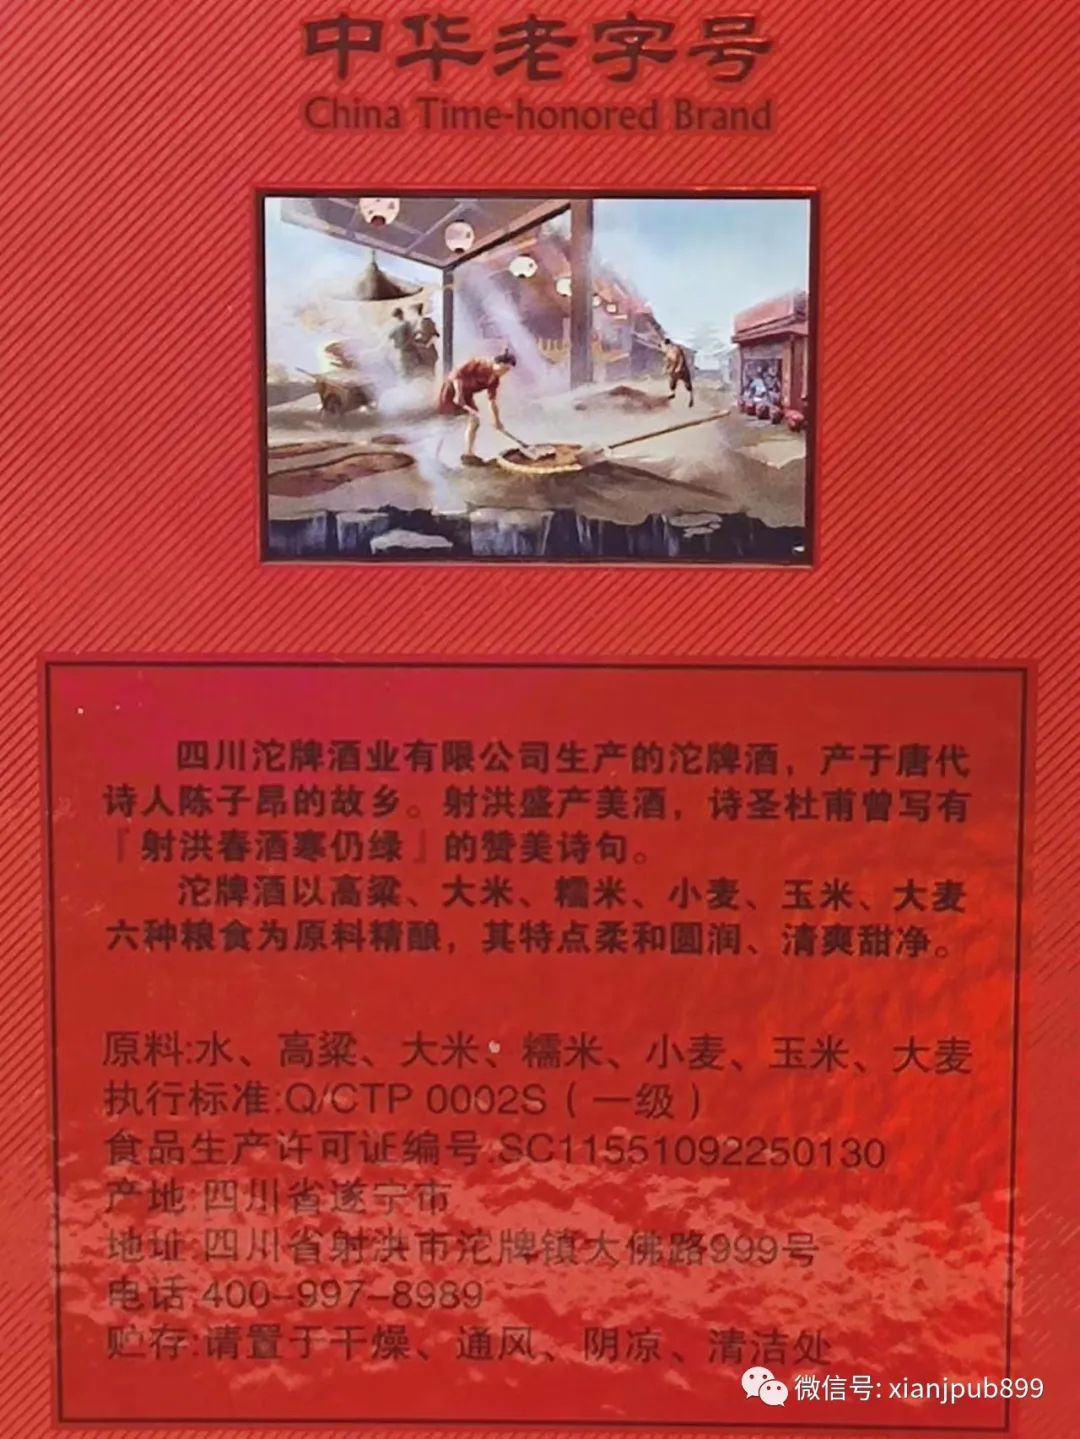 中华老字号
China Time-honored Brand
四川沱牌酒业有限公司生产的沱牌酒，产于唐代
诗人陈子昂的故乡。射洪盛产美酒，诗圣杜甫曾写有
『射洪春酒寒仍绿』的赞美诗句。
沱牌酒以高粱、大米、糯米、小麦、玉米、大麦
六种粮食为原料精酿，其特点柔和圆润、清爽甜净。
原料:水、高粱、大米、糯米、小麦、玉米、大麦
执行标准:Q/CTP 0002S（一级）
食品生产许可证编号:SC11551092250130
产地:四川省遂宁市
地址:四川省射洪市沱牌镇大佛路999号
电话:400-997-8989
贮存:请置于干燥、通风、阴凉、清洁处
微信号: xianjpub899